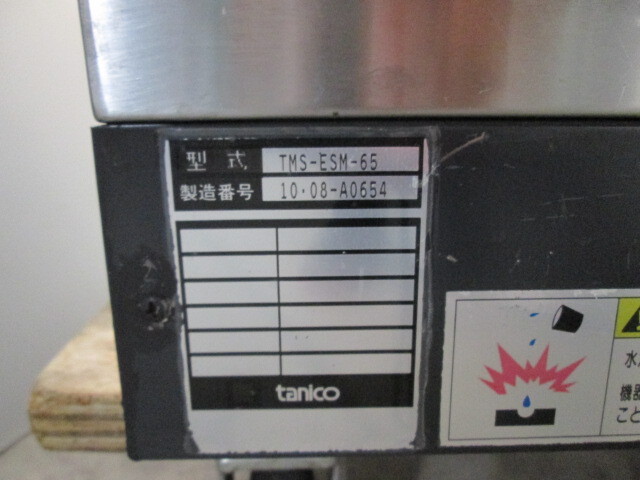 型式 TMS-ESM-65
製造番号 10·08-A0654
tanico
水
機器
こと